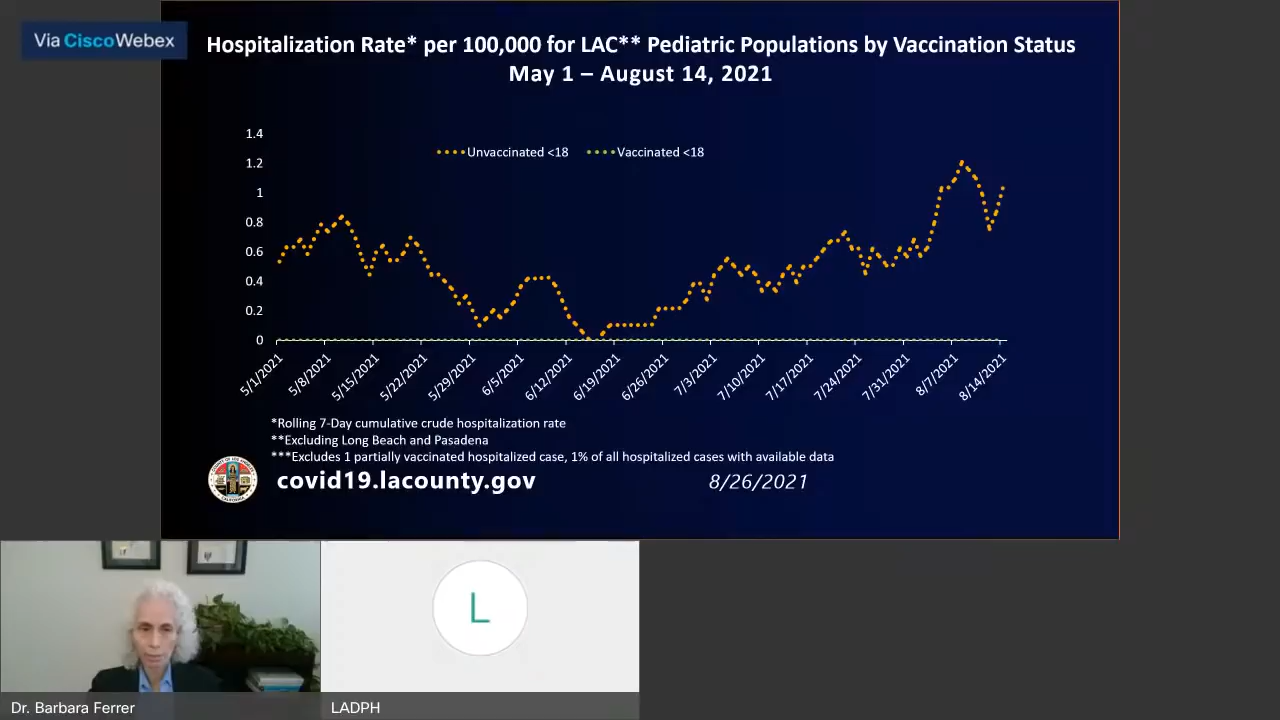 Via CiscoWebex
Hospitalization Rate* per 100,000 for LAC** Pediatric Populations by Vaccination Status
May 1 – August 14, 2021
1.4
Unvaccinated <18
Vaccinated <18
1.2
1
0.8
0.6
0.4
0.2
0
5/1/2021
5/8/2021
5/15/2021
5/22/2021
5/29/2021
6/5/2021
6/12/2021
6/19/2021
6/26/2021
7/3/2021
7/10/2021
7/17/2021
7/24/2021
7/31/2021
8/7/2021
8/14/2021
*Rolling 7-Day cumulative crude hospitalization rate
**Excluding Long Beach and Pasadena
***Excludes 1 partially vaccinated hospitalized case, 1% of all hospitalized cases with available data
covid19.lacounty.gov
8/26/2021
L
Dr. Barbara Ferrer
LADPH